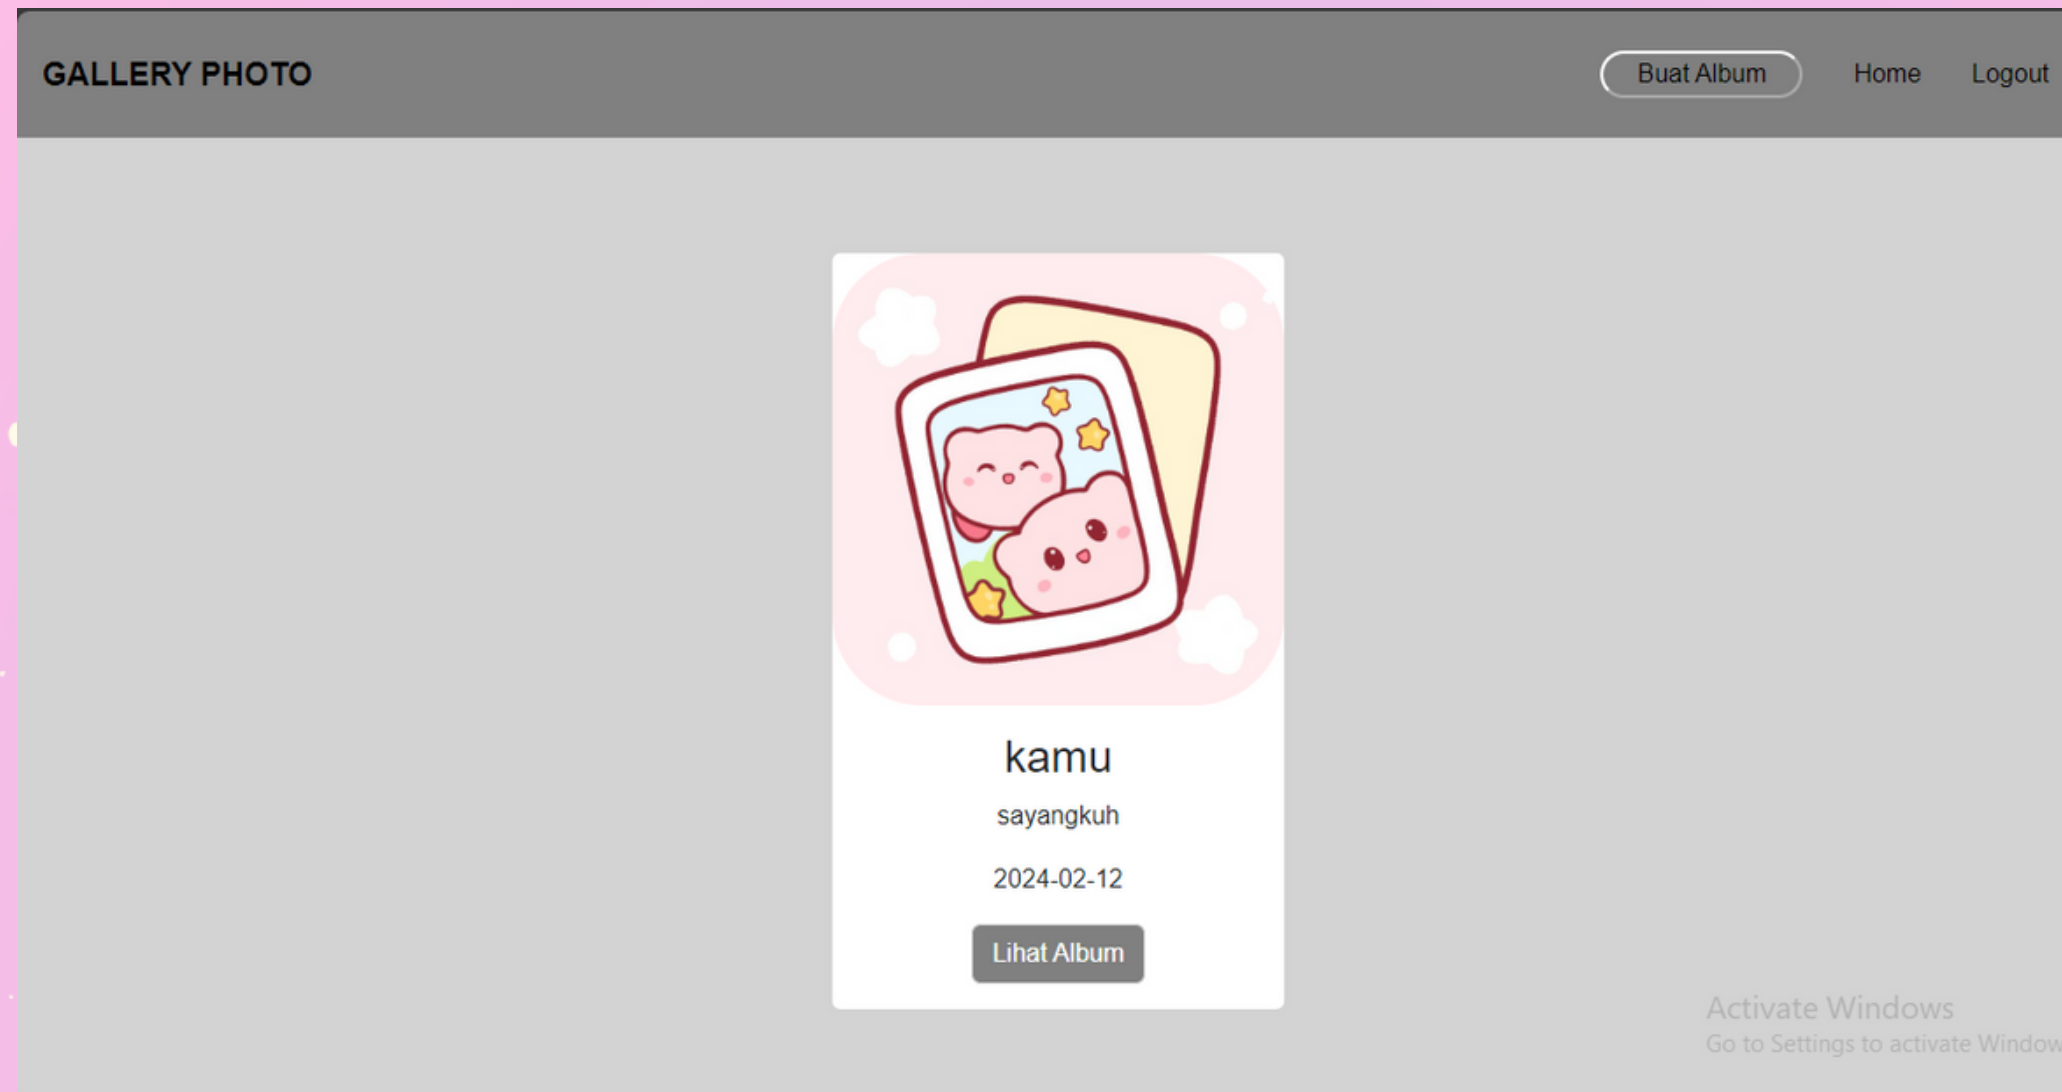 GALLERY PHOTO
Buat Album
Home
Logout
kamu
sayangkuh
2024-02-12
Lihat Album
Activate Windows
Go to Settings to activate Window